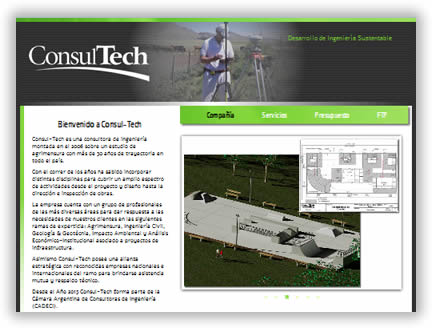 Desarrollo de Ingeniería Sustentable
ConsulTech
Compañía Servicios Presupuesto FTP
Bienvenido a Consul-Tech
Consul-Tech es una consultora de ingeniería
montada en el 2006 sobre un estudio de
agrimensura con más de 30 años de trayectoria en
todo el país.
Con el correr de los años ha sabido incorporar
distintas disciplinas para cubrir un amplio espectro
de actividades desde el proyecto y diseño hasta la
dirección e inspección de obras.
La empresa cuenta con un grupo de profesionales
de las más diversas áreas para dar respuesta a las
necesidades de nuestros clientes en las siguientes
ramas de experticia: Agrimensura, Ingeniería Civil,
Geología & Geotécnia, Impacto Ambiental y Análisis
Económico-Institucional asociado a proyectos de
infraestructura.
Asimismo Consul-Tech posee una alianza
estratégica con reconocidas empresas nacionales e
internacionales del ramo para brindarse asistencia
mutua y respaldo técnico.
Desde el Año 2015 Consul-Tech forma parte de la
Cámara Argentina de Consultoras de Ingeniería
(CADECI).